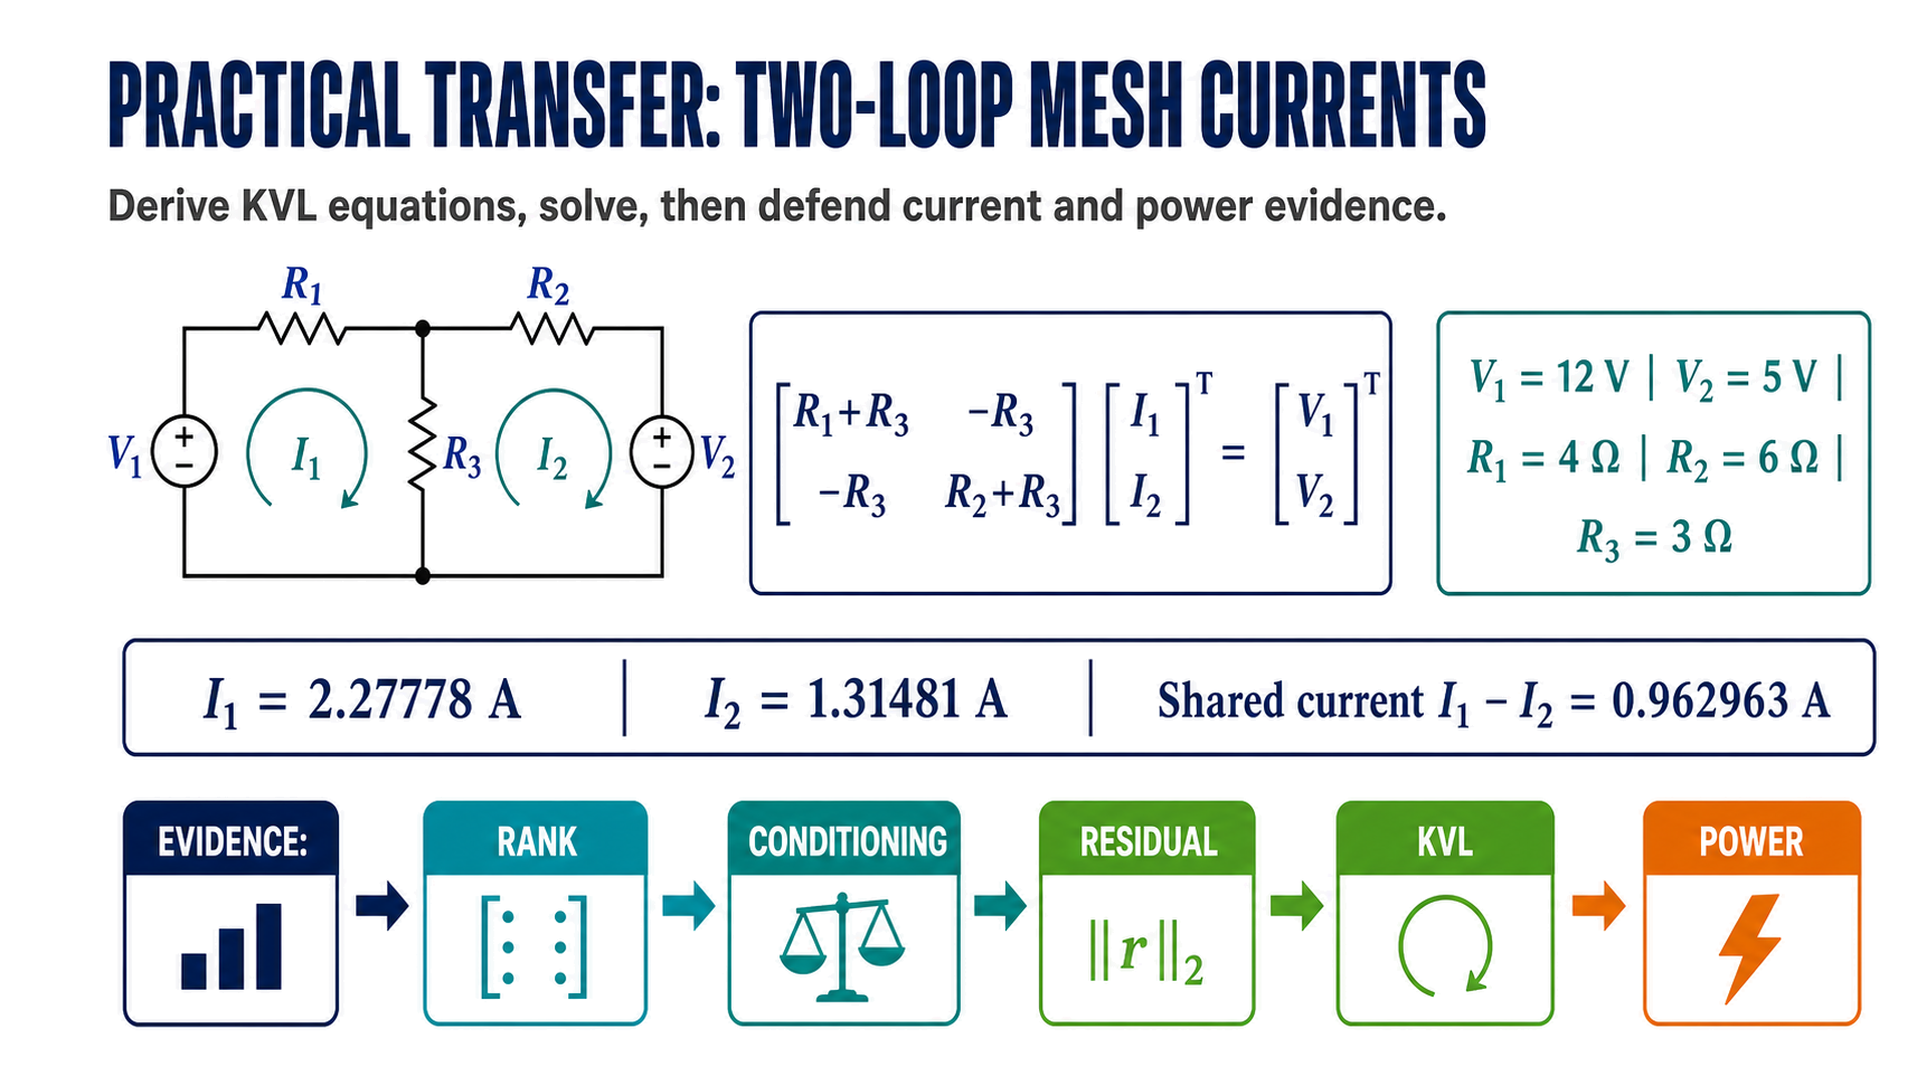 PRACTICAL TRANSFER: TWO-LOOP MESH CURRENTS
Derive KVL equations, solve, then defend current and power evidence.
R₁
R₂
V₁
+
−
I₁
R₃
I₂
+
−
V₂
[R₁+R₃ −R₃] [I₁]ᵀ = [V₁]ᵀ
[−R₃ R₂+R₃] [I₂] [V₂]
V₁ = 12 V | V₂ = 5 V |
R₁ = 4 Ω | R₂ = 6 Ω |
R₃ = 3 Ω
I₁ = 2.27778 A | I₂ = 1.31481 A | Shared current I₁ − I₂ = 0.962963 A
EVIDENCE:
RANK
CONDITIONING
RESIDUAL
KVL
POWER
||r||₂